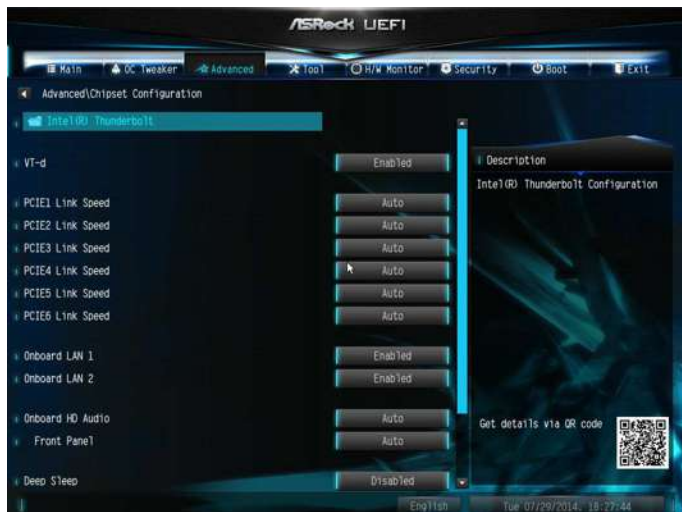 ASRock UEFI
Main OC Tweaker Advanced Tool H/W Monitor Security Boot Exit
Advanced\Chipset Configuration
Intel(R) Thunderbolt
VT-d Enabled
PCIE1 Link Speed Auto
PCIE2 Link Speed Auto
PCIE3 Link Speed Auto
PCIE4 Link Speed Auto
PCIE5 Link Speed Auto
PCIE6 Link Speed Auto
Onboard LAN 1 Enabled
Onboard LAN 2 Enabled
Onboard HD Audio Auto
Front Panel Auto
Deep Sleep Disabled
Description
Intel(R) Thunderbolt Configuration
Get details via QR code
English Tue 07/29/2014, 18:27:44